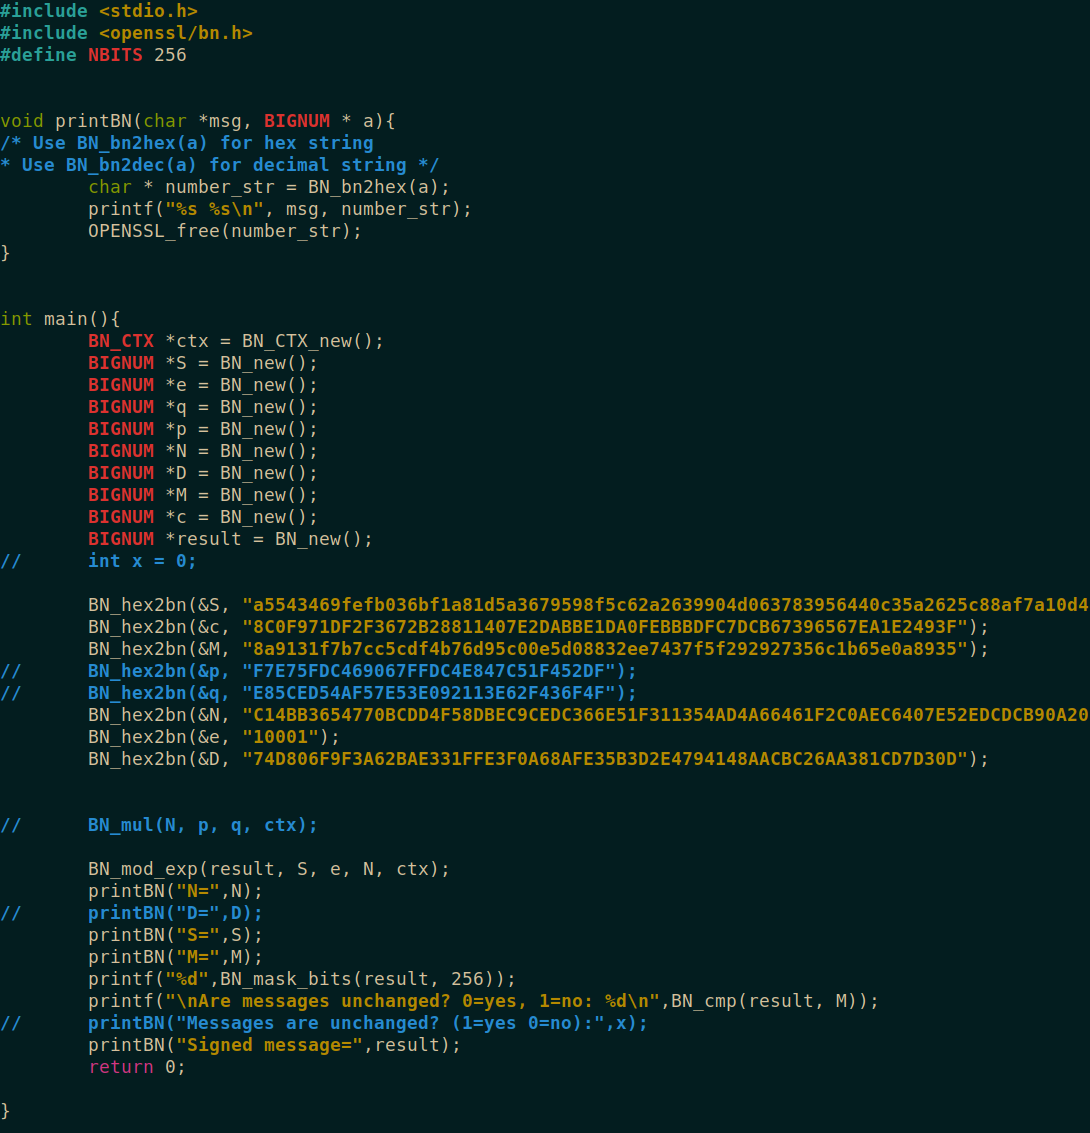 #include <stdio.h>
#include <openssl/bn.h>
#define NBITS 256
void printBN(char *msg, BIGNUM * a){
/* Use BN_bn2hex(a) for hex string
* Use BN_bn2dec(a) for decimal string */
char * number_str = BN_bn2hex(a);
printf("%s %s\n", msg, number_str);
OPENSSL_free(number_str);
}
int main(){
BN_CTX *ctx = BN_CTX_new();
BIGNUM *S = BN_new();
BIGNUM *e = BN_new();
BIGNUM *q = BN_new();
BIGNUM *p = BN_new();
BIGNUM *N = BN_new();
BIGNUM *D = BN_new();
BIGNUM *M = BN_new();
BIGNUM *c = BN_new();
BIGNUM *result = BN_new();
// int x = 0;
BN_hex2bn(&S, "a5543469fefb036bf1a81d5a3679598f5c62a2639904d063783956440c35a2625c88af7a10d4
BN_hex2bn(&c, "8C0F971DF2F3672B28811407E2DABBE1DA0FEBBBDFC7DCB67396567EA1E2493F");
BN_hex2bn(&M, "8a9131f7b7cc5cdf4b76d95c00e5d08832ee7437f5f292927356c1b65e0a8935");
// BN_hex2bn(&p, "F7E75FDC469067FFDC4E847C51F452DF");
// BN_hex2bn(&q, "E85CED54AF57E53E092113E62F436F4F");
BN_hex2bn(&N, "C14BB3654770BCDD4F58DBEC9CEDC366E51F311354AD4A66461F2C0AEC6407E52EDCDCB90A20
BN_hex2bn(&e, "10001");
BN_hex2bn(&D, "74D806F9F3A62BAE331FFE3F0A68AFE35B3D2E4794148AACBC26AA381CD7D30D");
// BN_mul(N, p, q, ctx);
BN_mod_exp(result, S, e, N, ctx);
printBN("N=",N);
// printBN("D=",D);
printBN("S=",S);
printBN("M=",M);
printf("%d",BN_mask_bits(result, 256));
printf("\nAre messages unchanged? 0=yes, 1=no: %d\n",BN_cmp(result, M));
// printBN("Messages are unchanged? (1=yes 0=no):",x);
printBN("Signed message=",result);
return 0;
}